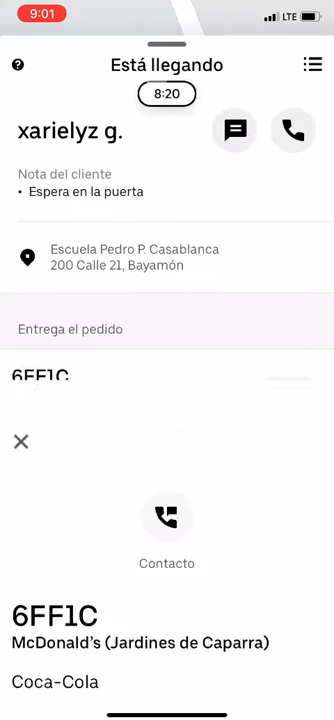 9:01
LTE
?
Está llegando
8:20
xarielyz g.
Nota del cliente
• Espera en la puerta
Escuela Pedro P. Casablanca
200 Calle 21, Bayamón
Entrega el pedido
6FF1C
Contacto
6FF1C
McDonald's (Jardines de Caparra)
Coca-Cola